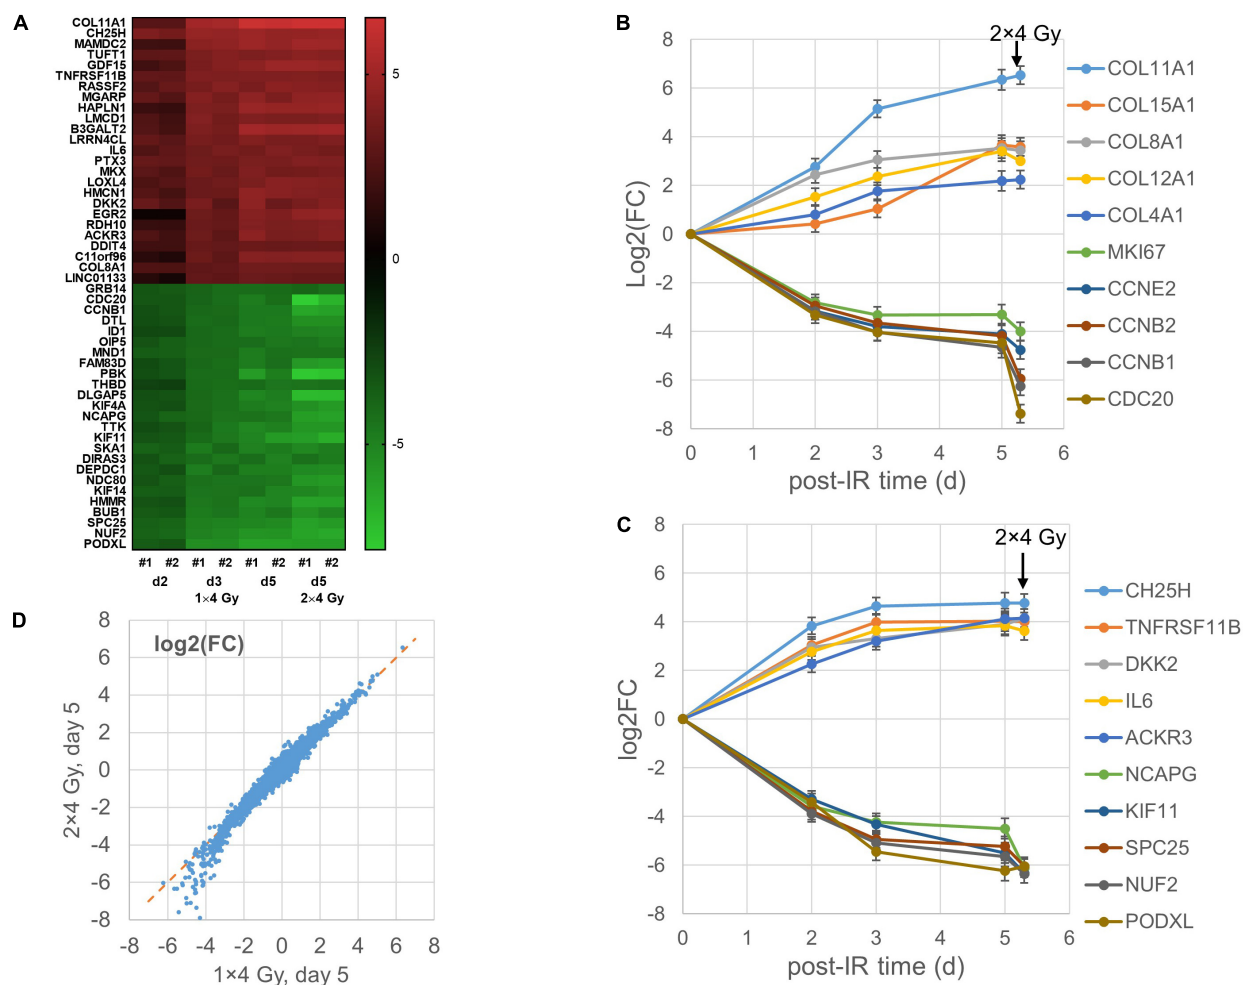 A
COL11A1
CH25H
MAMDC2
TUFT1
GDF15
TNFRSF11B
RASSF2
MGARP
HAPLN1
LMCD1
B3GALT2
LRRN4CL
IL6
PTX3
MKX
LOXL4
HMCN1
DKK2
EGR2
RDH10
ACKR3
DDIT4
C11orf96
COL8A1
LINC01133
GRB14
CDC20
CCNB1
DTL
ID1
OIP5
MND1
FAM83D
PBK
THBD
DLGAP5
KIF4A
NCAPG
TTK
KIF11
SKA1
DIRAS3
DEPDC1
NDC80
KIF14
HMMR
BUB1
SPC25
NUF2
PODXL
#1 #2 #1 #2 #1 #2 #1 #2
d2 d3 d5 d5
1×4 Gy 2×4 Gy
5
0
-5
B
2×4 Gy
8
6
4
2
0
-2
-4
-6
-8
Log2(FC)
0 1 2 3 4 5 6
post-IR time (d)
COL11A1
COL15A1
COL8A1
COL12A1
COL4A1
MKI67
CCNE2
CCNB2
CCNB1
CDC20
C
2×4 Gy
8
6
4
2
0
-2
-4
-6
-8
log2FC
0 1 2 3 4 5 6
post-IR time (d)
CH25H
TNFRSF11B
DKK2
IL6
ACKR3
NCAPG
KIF11
SPC25
NUF2
PODXL
D
log2(FC)
8
6
4
2
0
-2
-4
-6
-8
2×4 Gy, day 5
-8 -6 -4 -2 0 2 4 6 8
1×4 Gy, day 5